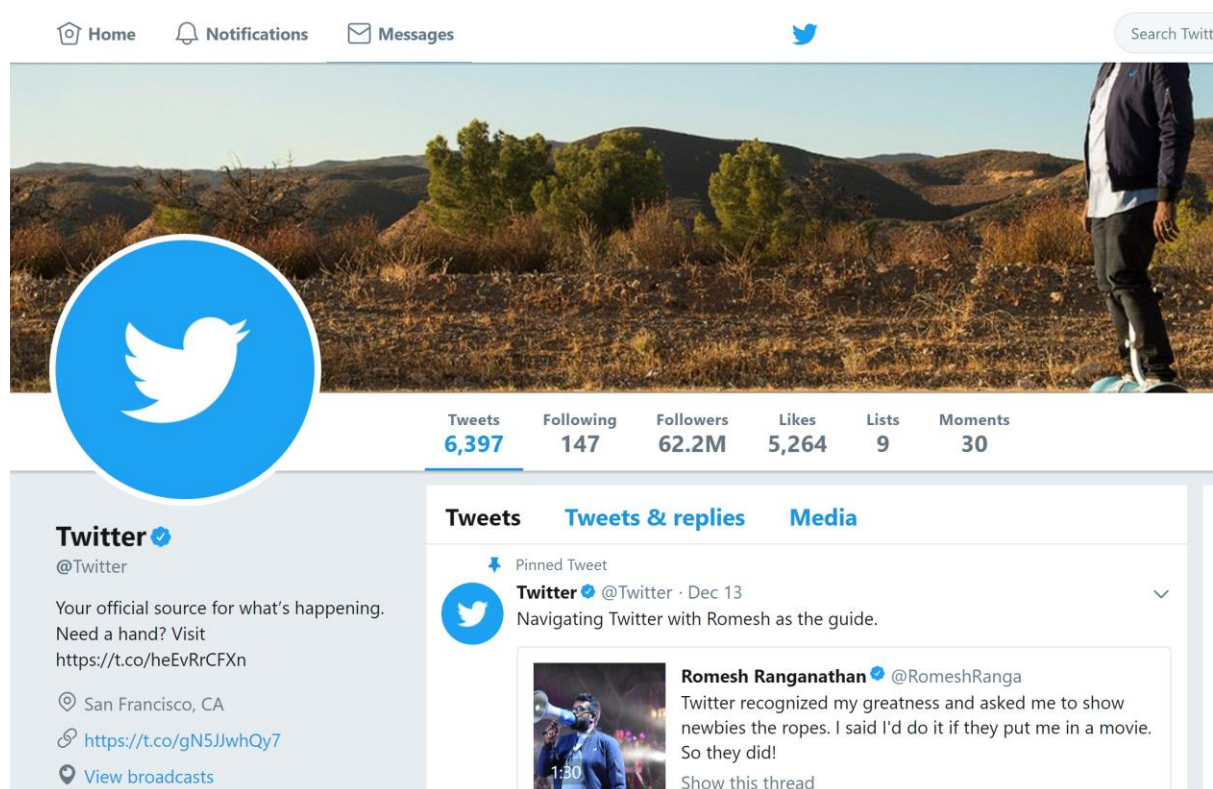 Home Notifications Messages Search Twitt
Tweets Following Followers Likes Lists Moments
6,397 147 62.2M 5,264 9 30
Twitter
@Twitter
Your official source for what's happening.
Need a hand? Visit
https://t.co/heEvRrCFXn
San Francisco, CA
https://t.co/gN5JJwhQy7
View broadcasts
Tweets Tweets & replies Media
Pinned Tweet
Twitter @Twitter · Dec 13
Navigating Twitter with Romesh as the guide.
Romesh Ranganathan @RomeshRanga
Twitter recognized my greatness and asked me to show
newbies the ropes. I said I'd do it if they put me in a movie.
So they did!
Show this thread
1:30